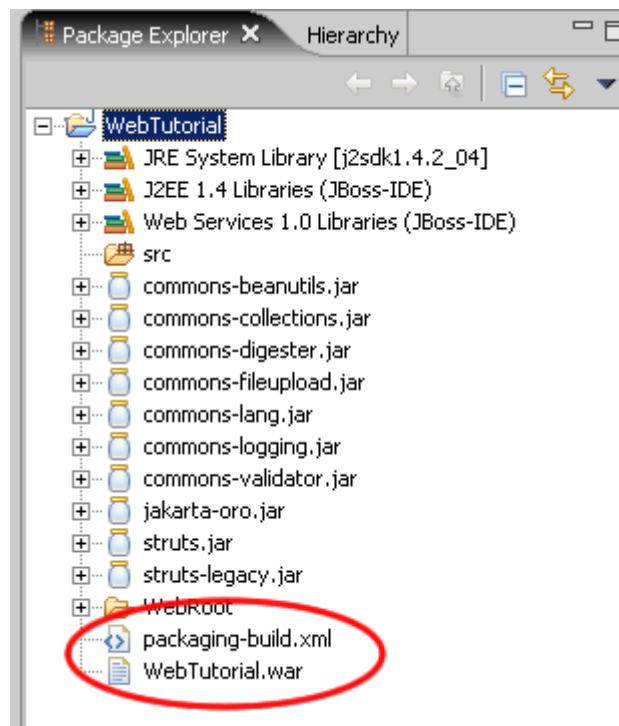 Package Explorer Hierarchy
WebTutorial
JRE System Library [j2sdk1.4.2_04]
J2EE 1.4 Libraries (JBoss-IDE)
Web Services 1.0 Libraries (JBoss-IDE)
src
commons-beanutils.jar
commons-collections.jar
commons-digester.jar
commons-fileupload.jar
commons-lang.jar
commons-logging.jar
commons-validator.jar
jakarta-oro.jar
struts.jar
struts-legacy.jar
WebRoot
packaging-build.xml
WebTutorial.war